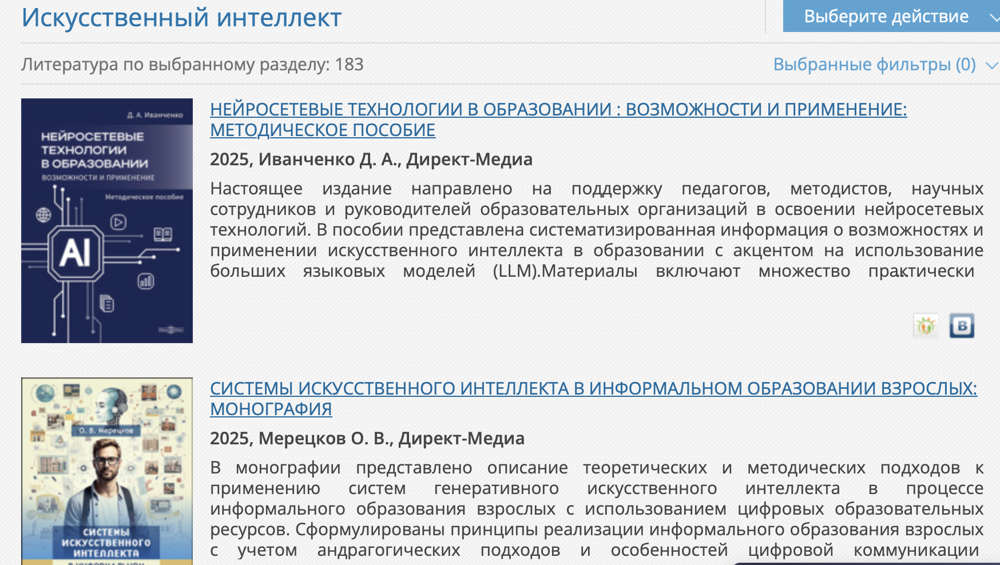 Искусственный интеллект
Выберите действие
Литература по выбранному разделу: 183
Выбранные фильтры (0)
Д. А. Иванченко
НЕЙРОСЕТЕВЫЕ
ТЕХНОЛОГИИ
В ОБРАЗОВАНИИ
ВОЗМОЖНОСТИ И ПРИМЕНЕНИЕ
Методическое пособие
AI
НЕЙРОСЕТЕВЫЕ ТЕХНОЛОГИИ В ОБРАЗОВАНИИ : ВОЗМОЖНОСТИ И ПРИМЕНЕНИЕ:
МЕТОДИЧЕСКОЕ ПОСОБИЕ
2025, Иванченко Д. А., Директ-Медиа
Настоящее издание направлено на поддержку педагогов, методистов, научных
сотрудников и руководителей образовательных организаций в освоении нейросетевых
технологий. В пособии представлена систематизированная информация о возможностях и
применении искусственного интеллекта в образовании с акцентом на использование
больших языковых моделей (LLM).Материалы включают множество практически
...
В
О. В. Мерецков
СИСТЕМЫ
ИСКУССТВЕННОГО
ИНТЕЛЛЕКТА
В ИНФОРМАЛЬНОМ
СИСТЕМЫ ИСКУССТВЕННОГО ИНТЕЛЛЕКТА В ИНФОРМАЛЬНОМ ОБРАЗОВАНИИ ВЗРОСЛЫХ:
МОНОГРАФИЯ
2025, Мерецков О. В., Директ-Медиа
В монографии представлено описание теоретических и методических подходов к
применению систем генеративного искусственного интеллекта в процессе
информального образования взрослых с использованием цифровых образовательных
ресурсов. Сформулированы принципы реализации информального образования взрослых
с учетом андрагогических подходов и особенностей цифровой коммуникации